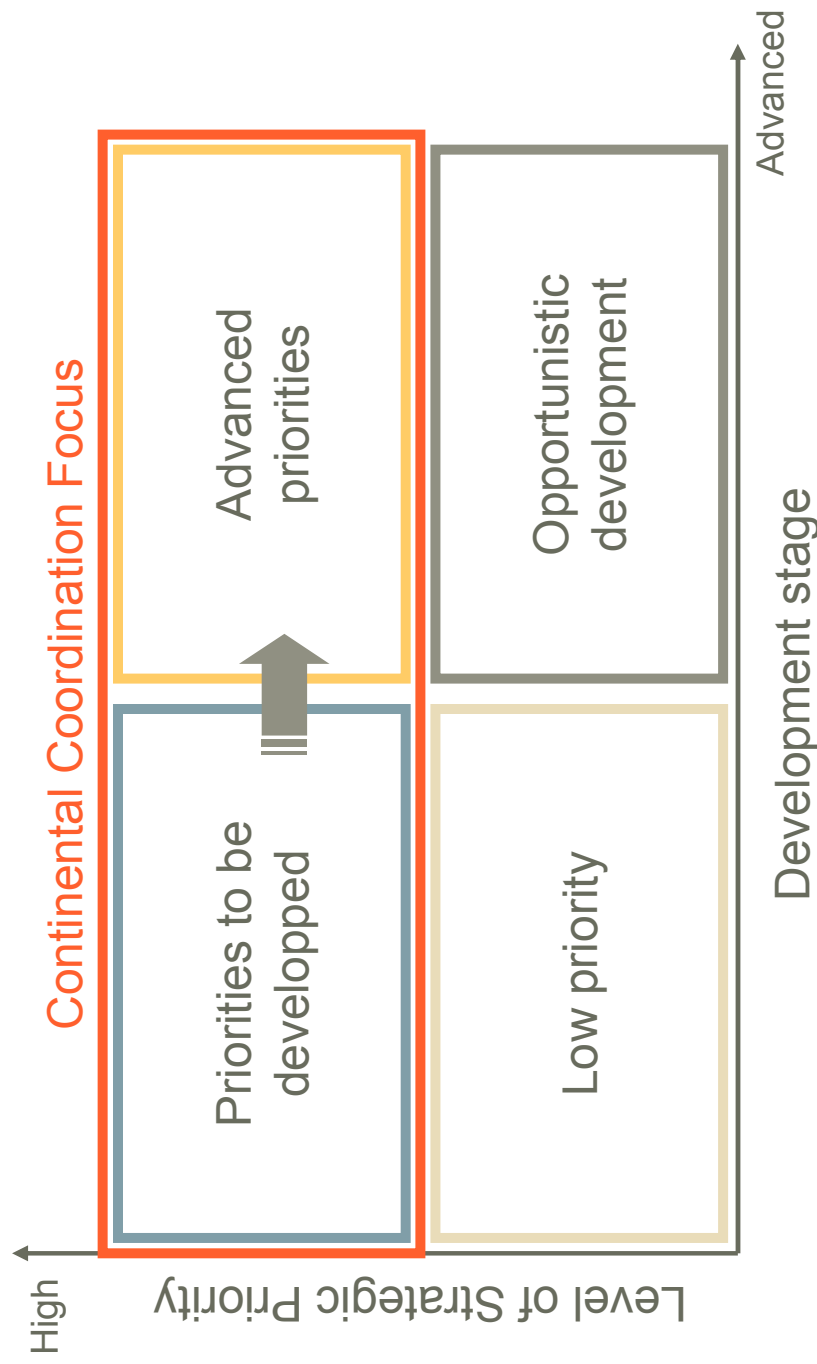 Continental Coordination Focus
High
Level of Strategic Priority
Priorities to be
developped
Advanced
priorities
Low priority
Opportunistic
development
Development stage
Advanced